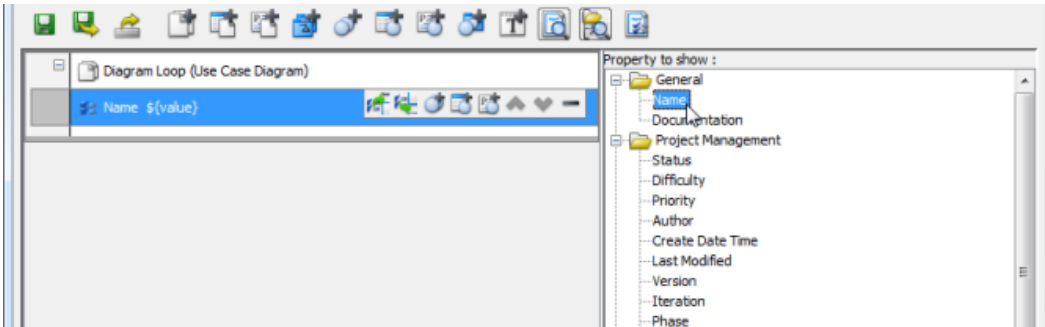 Diagram Loop (Use Case Diagram)
Name ${value}
Property to show :
General
Name
Documentation
Project Management
Status
Difficulty
Priority
Author
Create Date Time
Last Modified
Version
Iteration
Phase